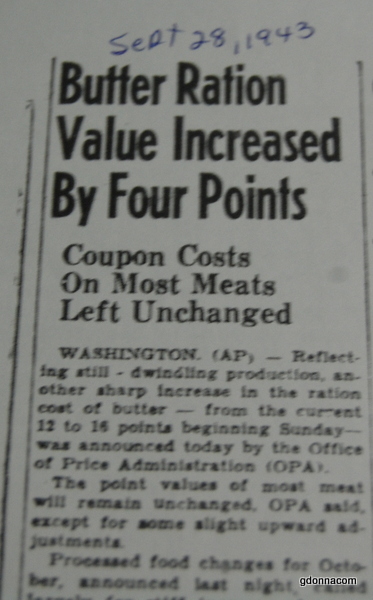 Sept 28, 1943
Butter Ration
Value Increased
By Four Points
Coupon Costs
On Most Meats
Left Unchanged
WASHINGTON. (AP) — Reflect-
ing still - dwindling production, an-
other sharp increase in the ration
cost of butter — from the current
12 to 16 points beginning Sunday—
was announced today by the Office
of Price Administration (OPA).
The point values of most meat
will remain unchanged, OPA said,
except for some slight upward ad-
justments.
Processed food changes for Octo-
ber, announced last night, called
gdonnacom